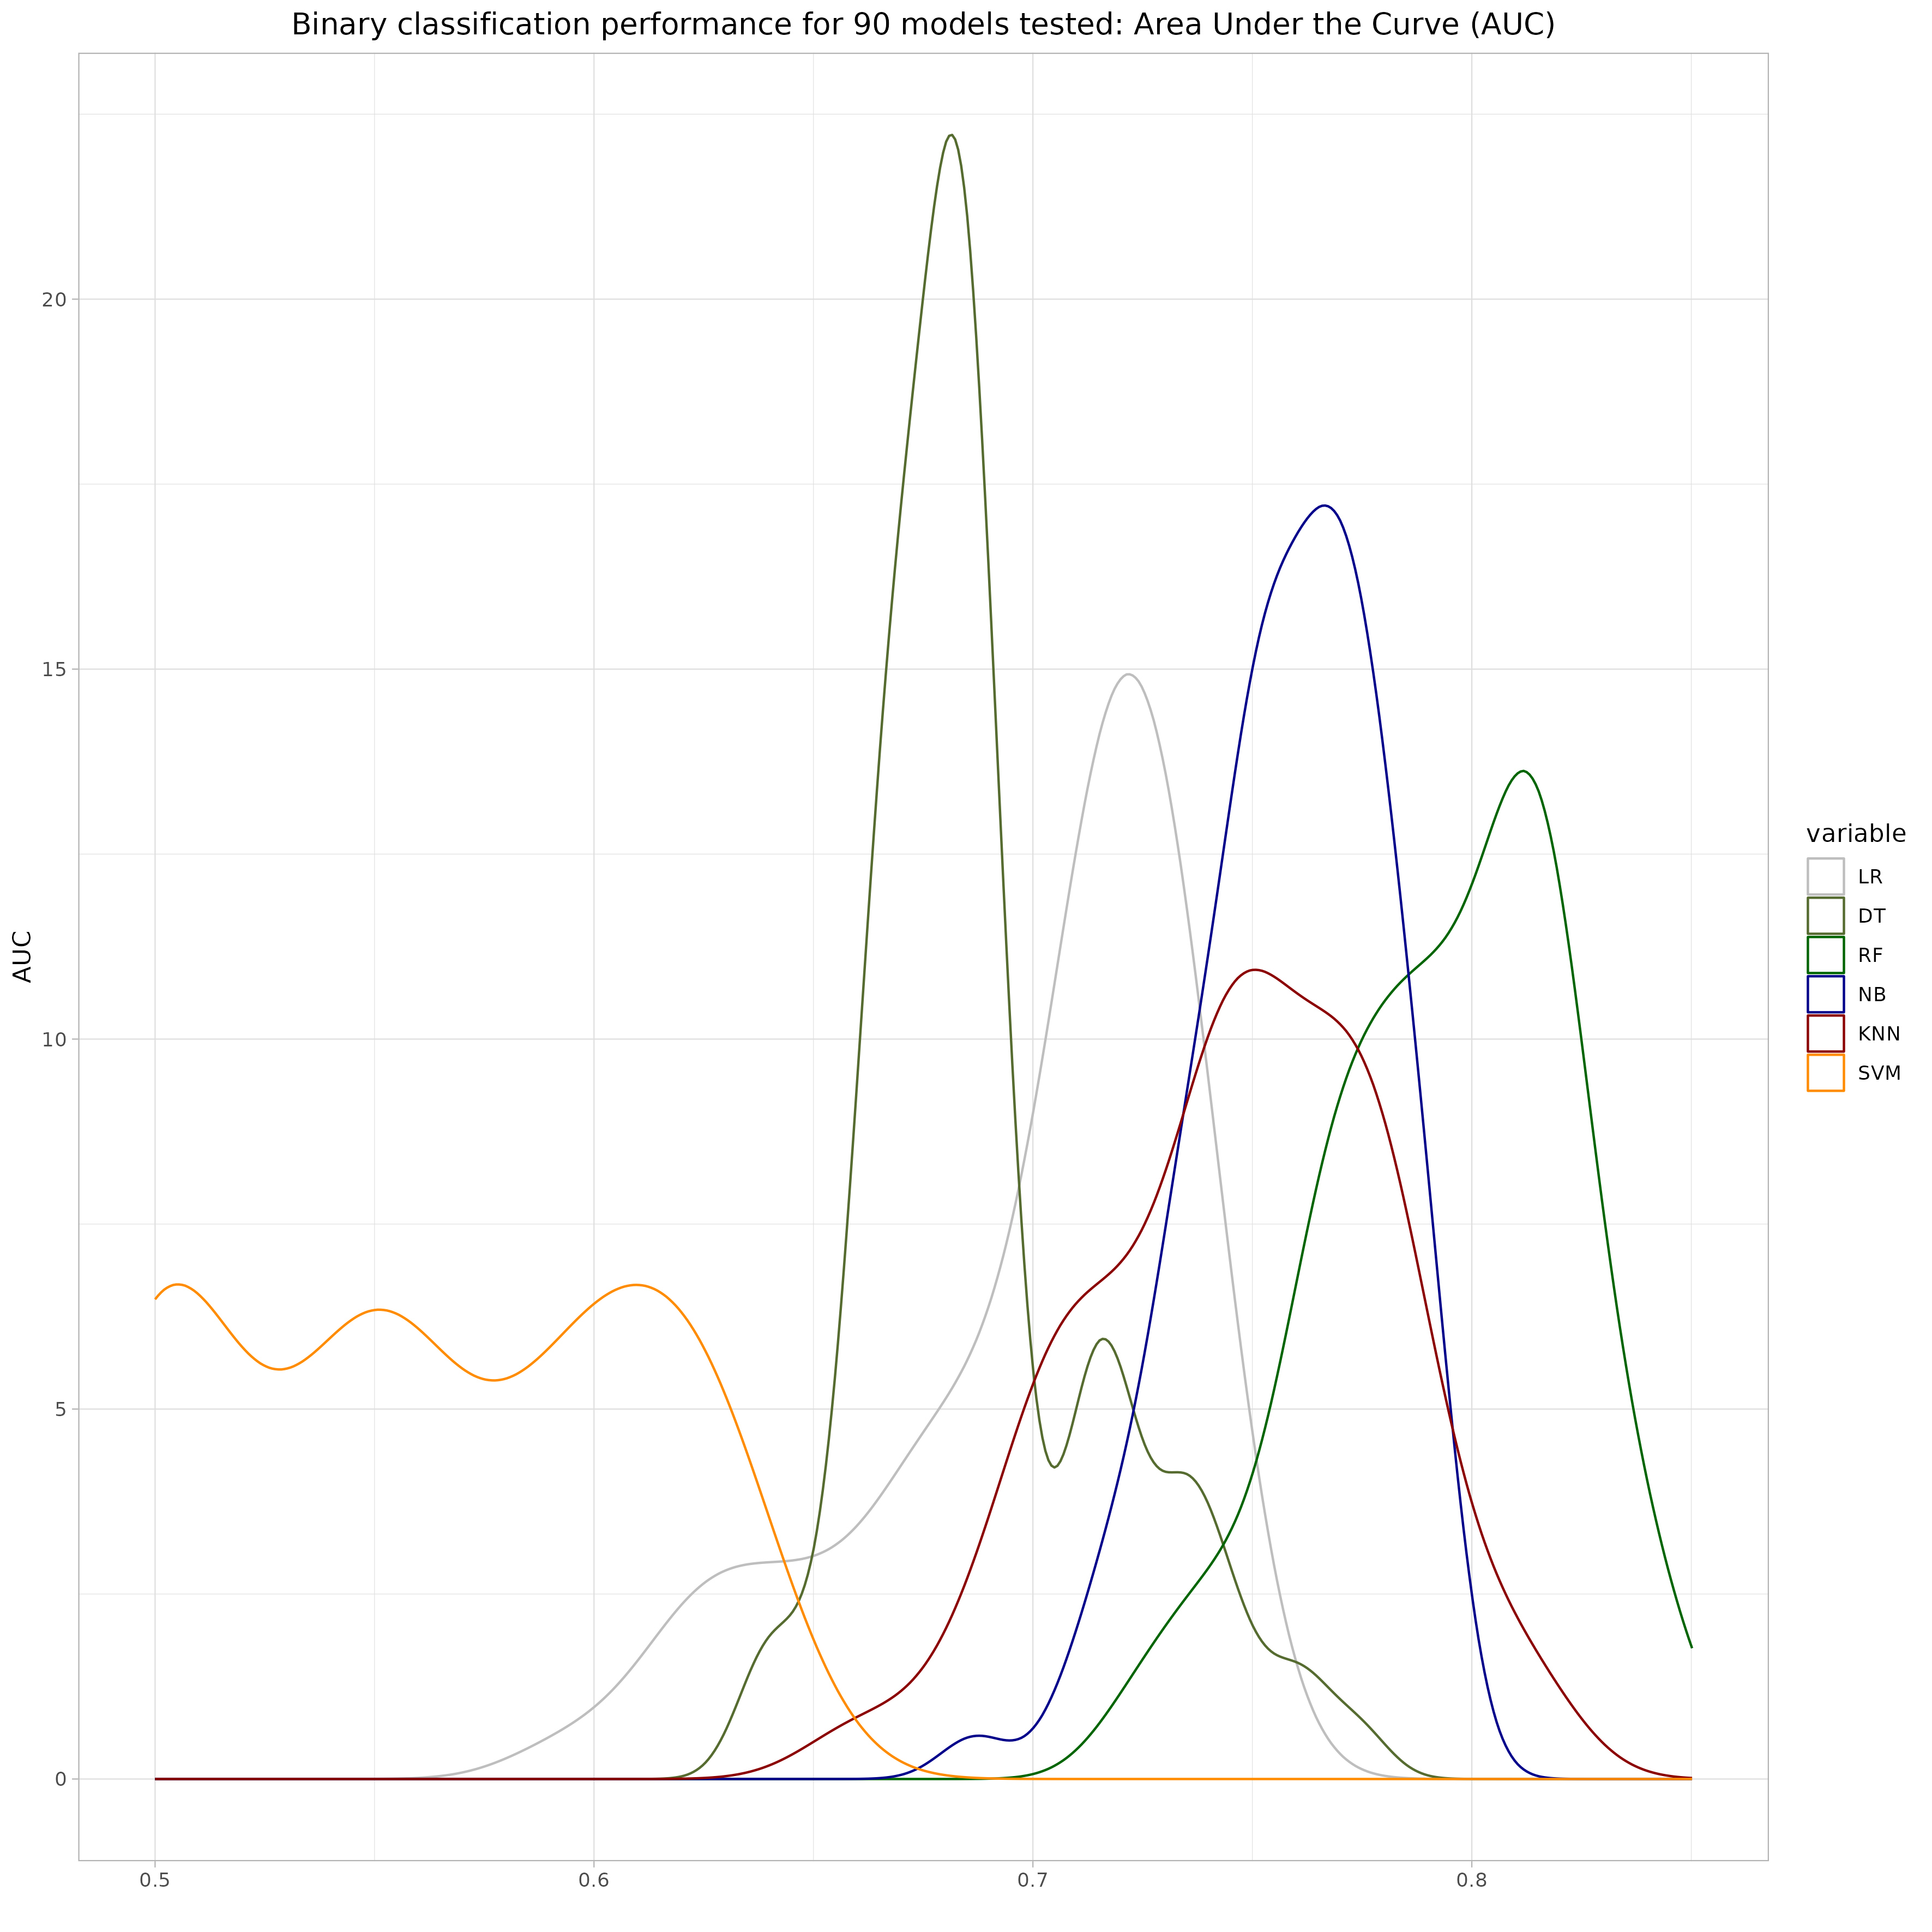 Binary classification performance for 90 models tested: Area Under the Curve (AUC)
20
15
10
5
0
AUC
0.5
0.6
0.7
0.8
variable
LR
DT
RF
NB
KNN
SVM